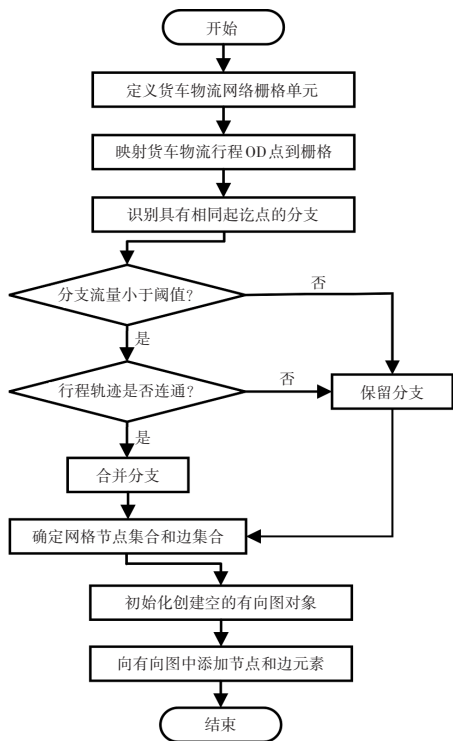 开始
定义货车物流网络栅格单元
映射货车物流行程OD点到栅格
识别具有相同起讫点的分支
分支流量小于阈值?
否
是
行程轨迹是否连通?
否
保留分支
是
合并分支
确定网格节点集合和边集合
初始化创建空的有向图对象
向有向图中添加节点和边元素
结束